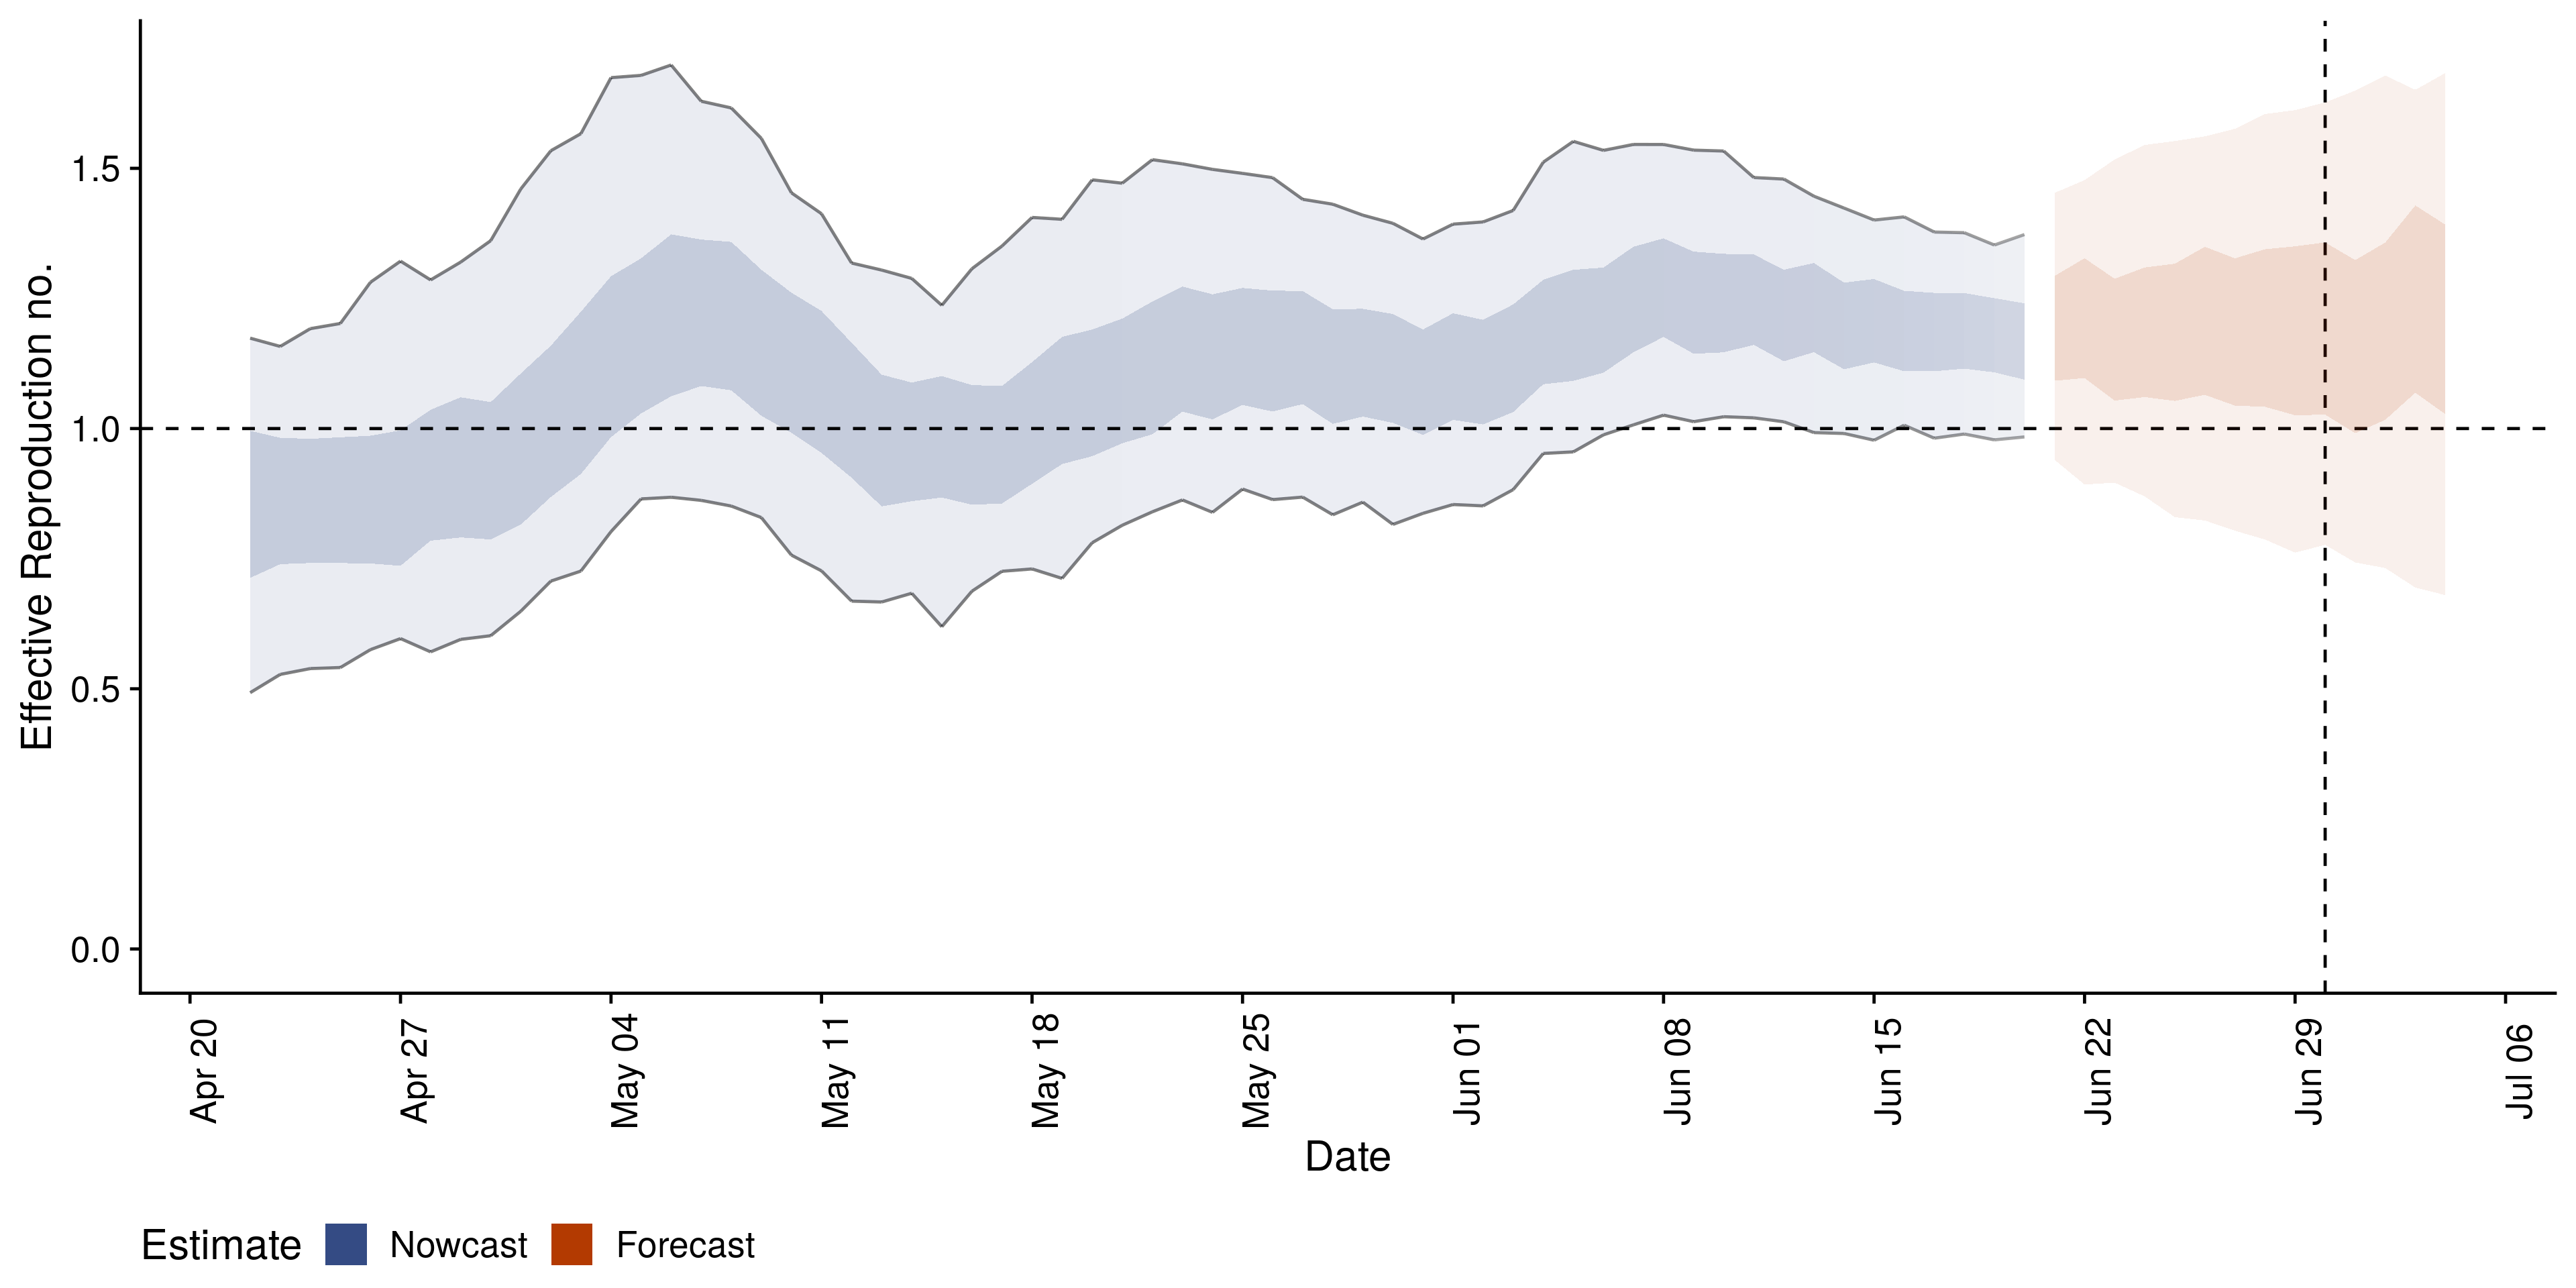 Effective Reproduction no.
1.5
1.0
0.5
0.0
Apr 20
Apr 27
May 04
May 11
May 18
May 25
Jun 01
Jun 08
Jun 15
Jun 22
Jun 29
Jul 06
Date
Estimate Nowcast Forecast